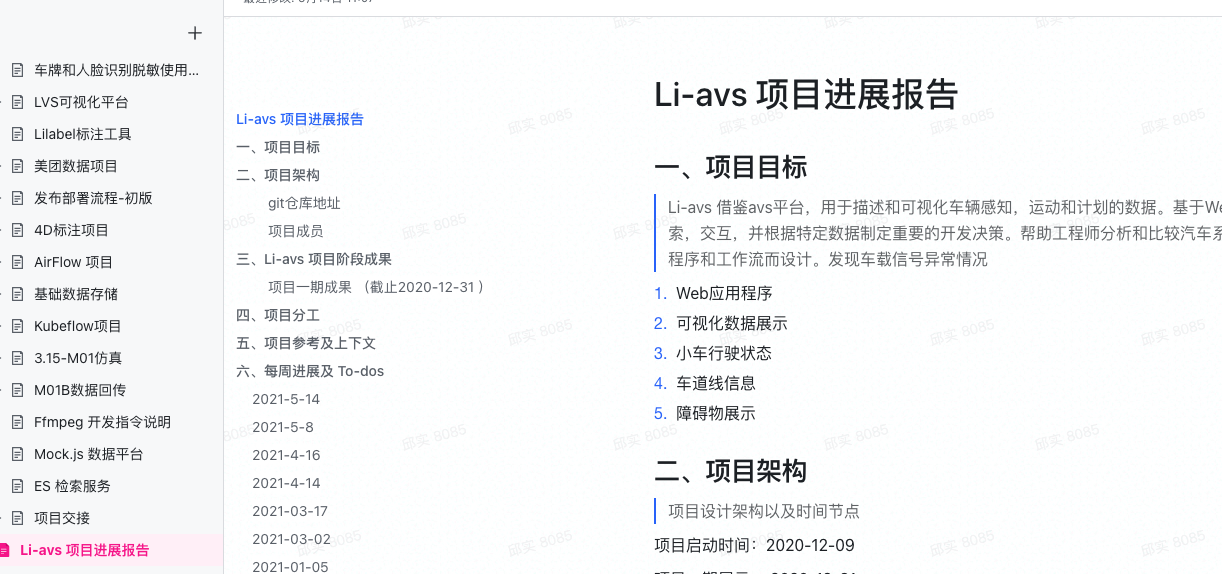 车牌和人脸识别脱敏使用...
LVS可视化平台
Lilabel标注工具
美团数据项目
发布部署流程-初版
4D标注项目
AirFlow 项目
基础数据存储
Kubeflow项目
3.15-M01仿真
M01B数据回传
Ffmpeg 开发指令说明
Mock.js 数据平台
ES 检索服务
项目交接
Li-avs 项目进展报告
Li-avs 项目进展报告
一、项目目标
二、项目架构
git仓库地址
项目成员
三、Li-avs 项目阶段成果
项目一期成果 （截止2020-12-31 ）
四、项目分工
五、项目参考及上下文
六、每周进展及 To-dos
2021-5-14
2021-5-8
2021-4-16
2021-4-14
2021-03-17
2021-03-02
2021-01-05
Li-avs 项目进展报告
一、项目目标
Li-avs 借鉴avs平台，用于描述和可视化车辆感知，运动和计划的数据。基于We
索，交互，并根据特定数据制定重要的开发决策。帮助工程师分析和比较汽车系
程序和工作流而设计。发现车载信号异常情况
1. Web应用程序
2. 可视化数据展示
3. 小车行驶状态
4. 车道线信息
5. 障碍物展示
二、项目架构
项目设计架构以及时间节点
项目启动时间：2020-12-09
邱实 8085